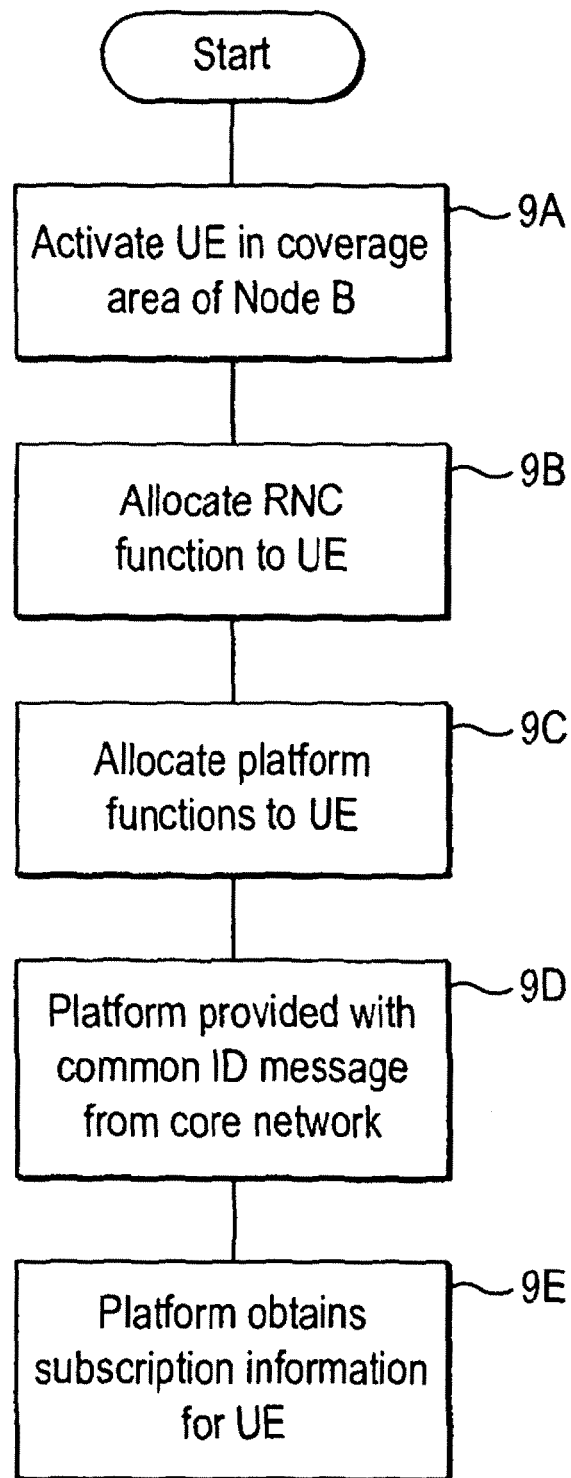 Start
9A
Activate UE in coverage
area of Node B
9B
Allocate RNC
function to UE
9C
Allocate platform
functions to UE
9D
Platform provided with
common ID message
from core network
9E
Platform obtains
subscription information
for UE